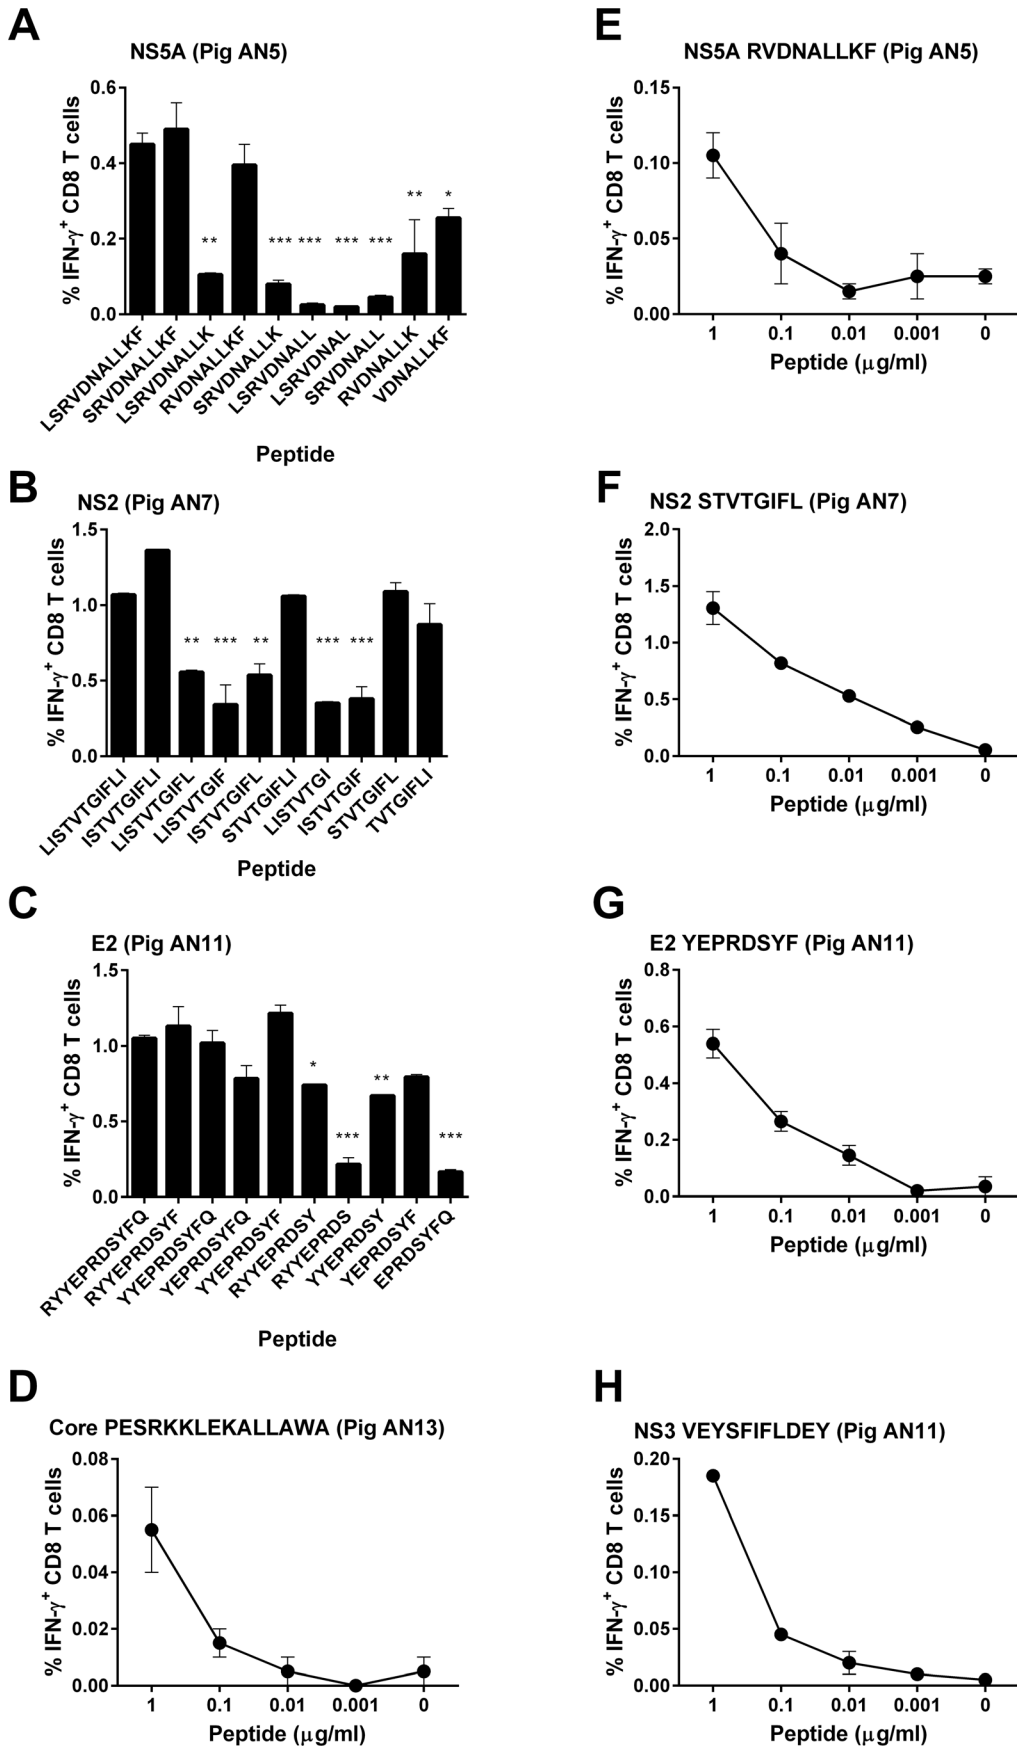 A
NS5A (Pig AN5)
% IFN-γ+ CD8 T cells
0.6
0.4
0.2
0.0
** *** *** *** *** ** *
LSRVDNALLKF
SRVDNALLKF
LSRVDNALLK
RVDNALLKF
SRVDNALLK
LSRVDNALL
LSRVDNAL
SRVDNALL
RVDNALLK
VDNALLKF
Peptide
E
NS5A RVDNALLKF (Pig AN5)
% IFN-γ+ CD8 T cells
0.15
0.10
0.05
0.00
1 0.1 0.01 0.001 0
Peptide (μg/ml)
B
NS2 (Pig AN7)
% IFN-γ+ CD8 T cells
1.5
1.0
0.5
0.0
** *** ** *** ***
LISTVTGIFLI
ISTVTGIFLI
LISTVTGIFL
LISTVTGIF
ISTVTGIFL
STVTGIFLI
LISTVTGI
ISTVTGIF
STVTGIFL
TVTGIFLI
Peptide
F
NS2 STVTGIFL (Pig AN7)
% IFN-γ+ CD8 T cells
2.0
1.5
1.0
0.5
0.0
1 0.1 0.01 0.001 0
Peptide (μg/ml)
C
E2 (Pig AN11)
% IFN-γ+ CD8 T cells
1.5
1.0
0.5
0.0
* *** ** ***
RYYEPRDSYFQ
RYYEPRDSYF
YYEPRDSYFQ
YEPRDSYFQ
YYEPRDSYF
RYYEPRDSY
RYYEPRDS
YYEPRDSY
YEPRDSYF
EPRDSYFQ
Peptide
G
E2 YEPRDSYF (Pig AN11)
% IFN-γ+ CD8 T cells
0.8
0.6
0.4
0.2
0.0
1 0.1 0.01 0.001 0
Peptide (μg/ml)
D
Core PESRKKLEKALLAWA (Pig AN13)
% IFN-γ+ CD8 T cells
0.08
0.06
0.04
0.02
0.00
1 0.1 0.01 0.001 0
Peptide (μg/ml)
H
NS3 VEYSFIFLDEY (Pig AN11)
% IFN-γ+ CD8 T cells
0.20
0.15
0.10
0.05
0.00
1 0.1 0.01 0.001 0
Peptide (μg/ml)